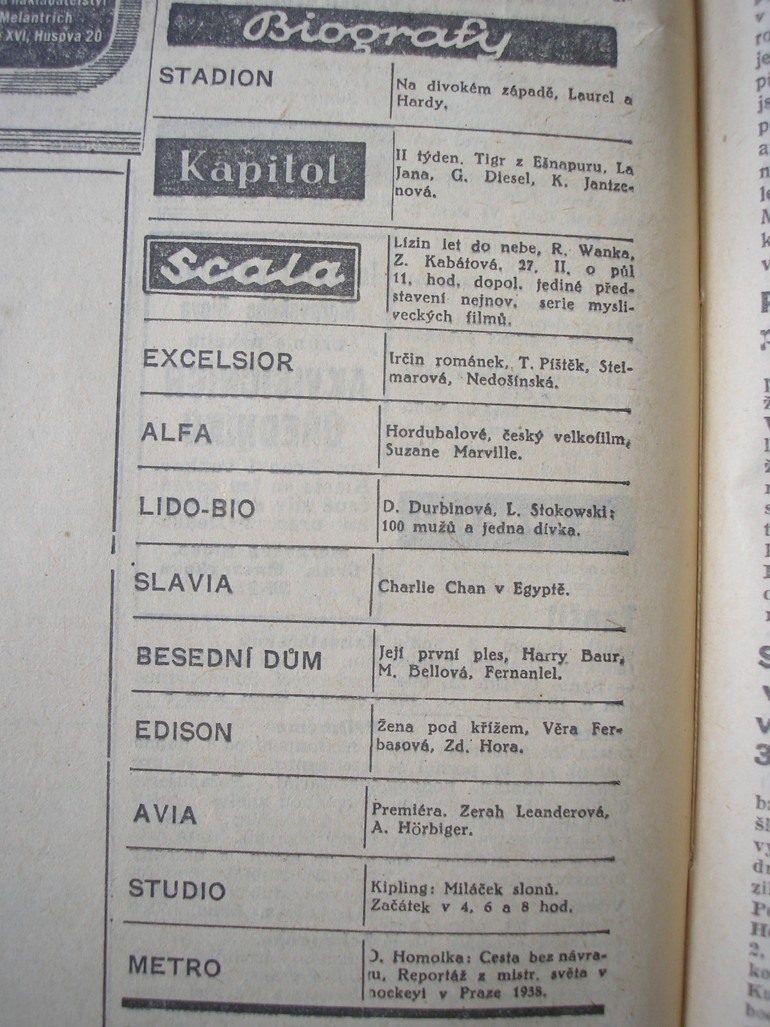 Melantrich
XVI, Husova 20
Biografy
STADION
Na divokém západě, Laurel a
Hardy.
Kapitol
II týden. Tigr z Ešnapuru, La
Jana, G. Diesel, K. Jantze-
nová.
Scala
Lízin let do nebe, R. Wanka,
Z. Kabátová. 27. II. o půl
11. hod. dopol. jediné před-
stavení nejnov. serie mysli-
veckých filmů.
EXCELSIOR
Irčin románek, T. Pištěk, Stel-
marová, Nedošínská.
ALFA
Hordubalové, český velkofilm,
Suzane Marville.
LIDO-BIO
D. Durbinová, L. Stokowski:
100 mužů a jedna dívka.
SLAVIA
Charlie Chan v Egyptě.
BESEDNÍ DŮM
Její první ples, Harry Baur,
M. Bellová, Fernanlel.
EDISON
Žena pod křížem, Věra Fer-
basová, Zd. Hora.
AVIA
Premiéra. Zerah Leanderová,
A. Hörbiger.
STUDIO
Kipling: Miláček slonů.
Začátek v 4, 6 a 8 hod.
METRO
O. Homolka: Cesta bez návra-
tu, Reportáž z mistr. světa v
hockeyi v Praze 1938.